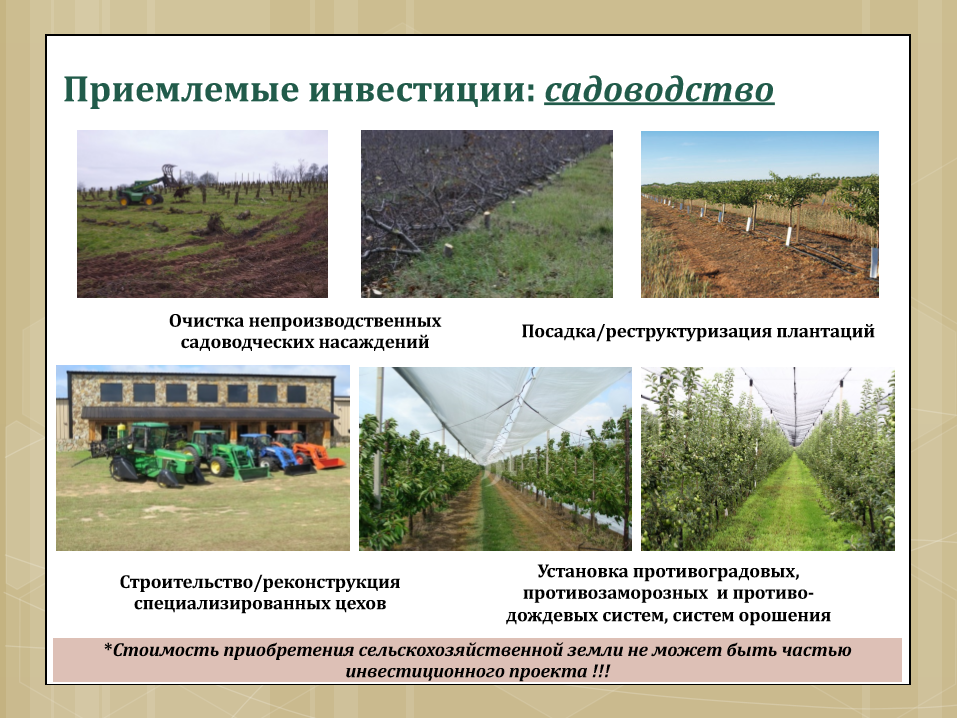 Приемлемые инвестиции: садоводство
Очистка непроизводственных
садоводческих насаждений
Посадка/реструктуризация плантаций
Строительство/реконструкция
специализированных цехов
Установка противоградовых,
противозаморозных и противо-
дождевых систем, систем орошения
*Стоимость приобретения сельскохозяйственной земли не может быть частью
инвестиционного проекта !!!